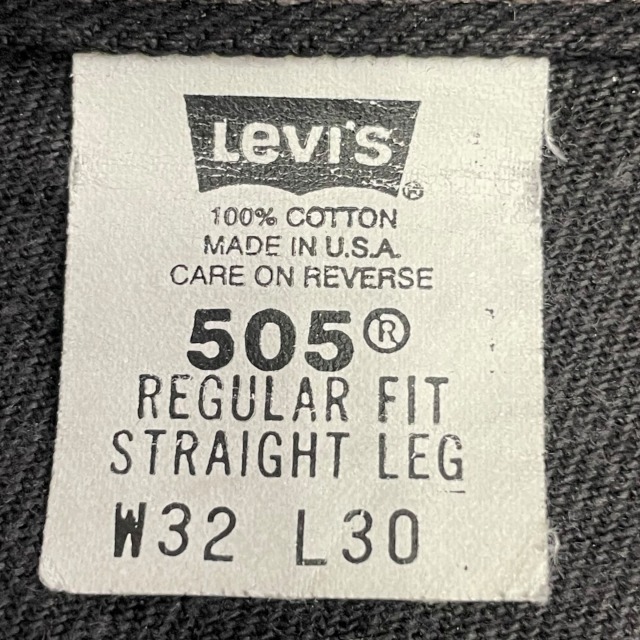 Levi's®
100% COTTON
MADE IN U.S.A.
CARE ON REVERSE
505®
REGULAR FIT
STRAIGHT LEG
W32 L30